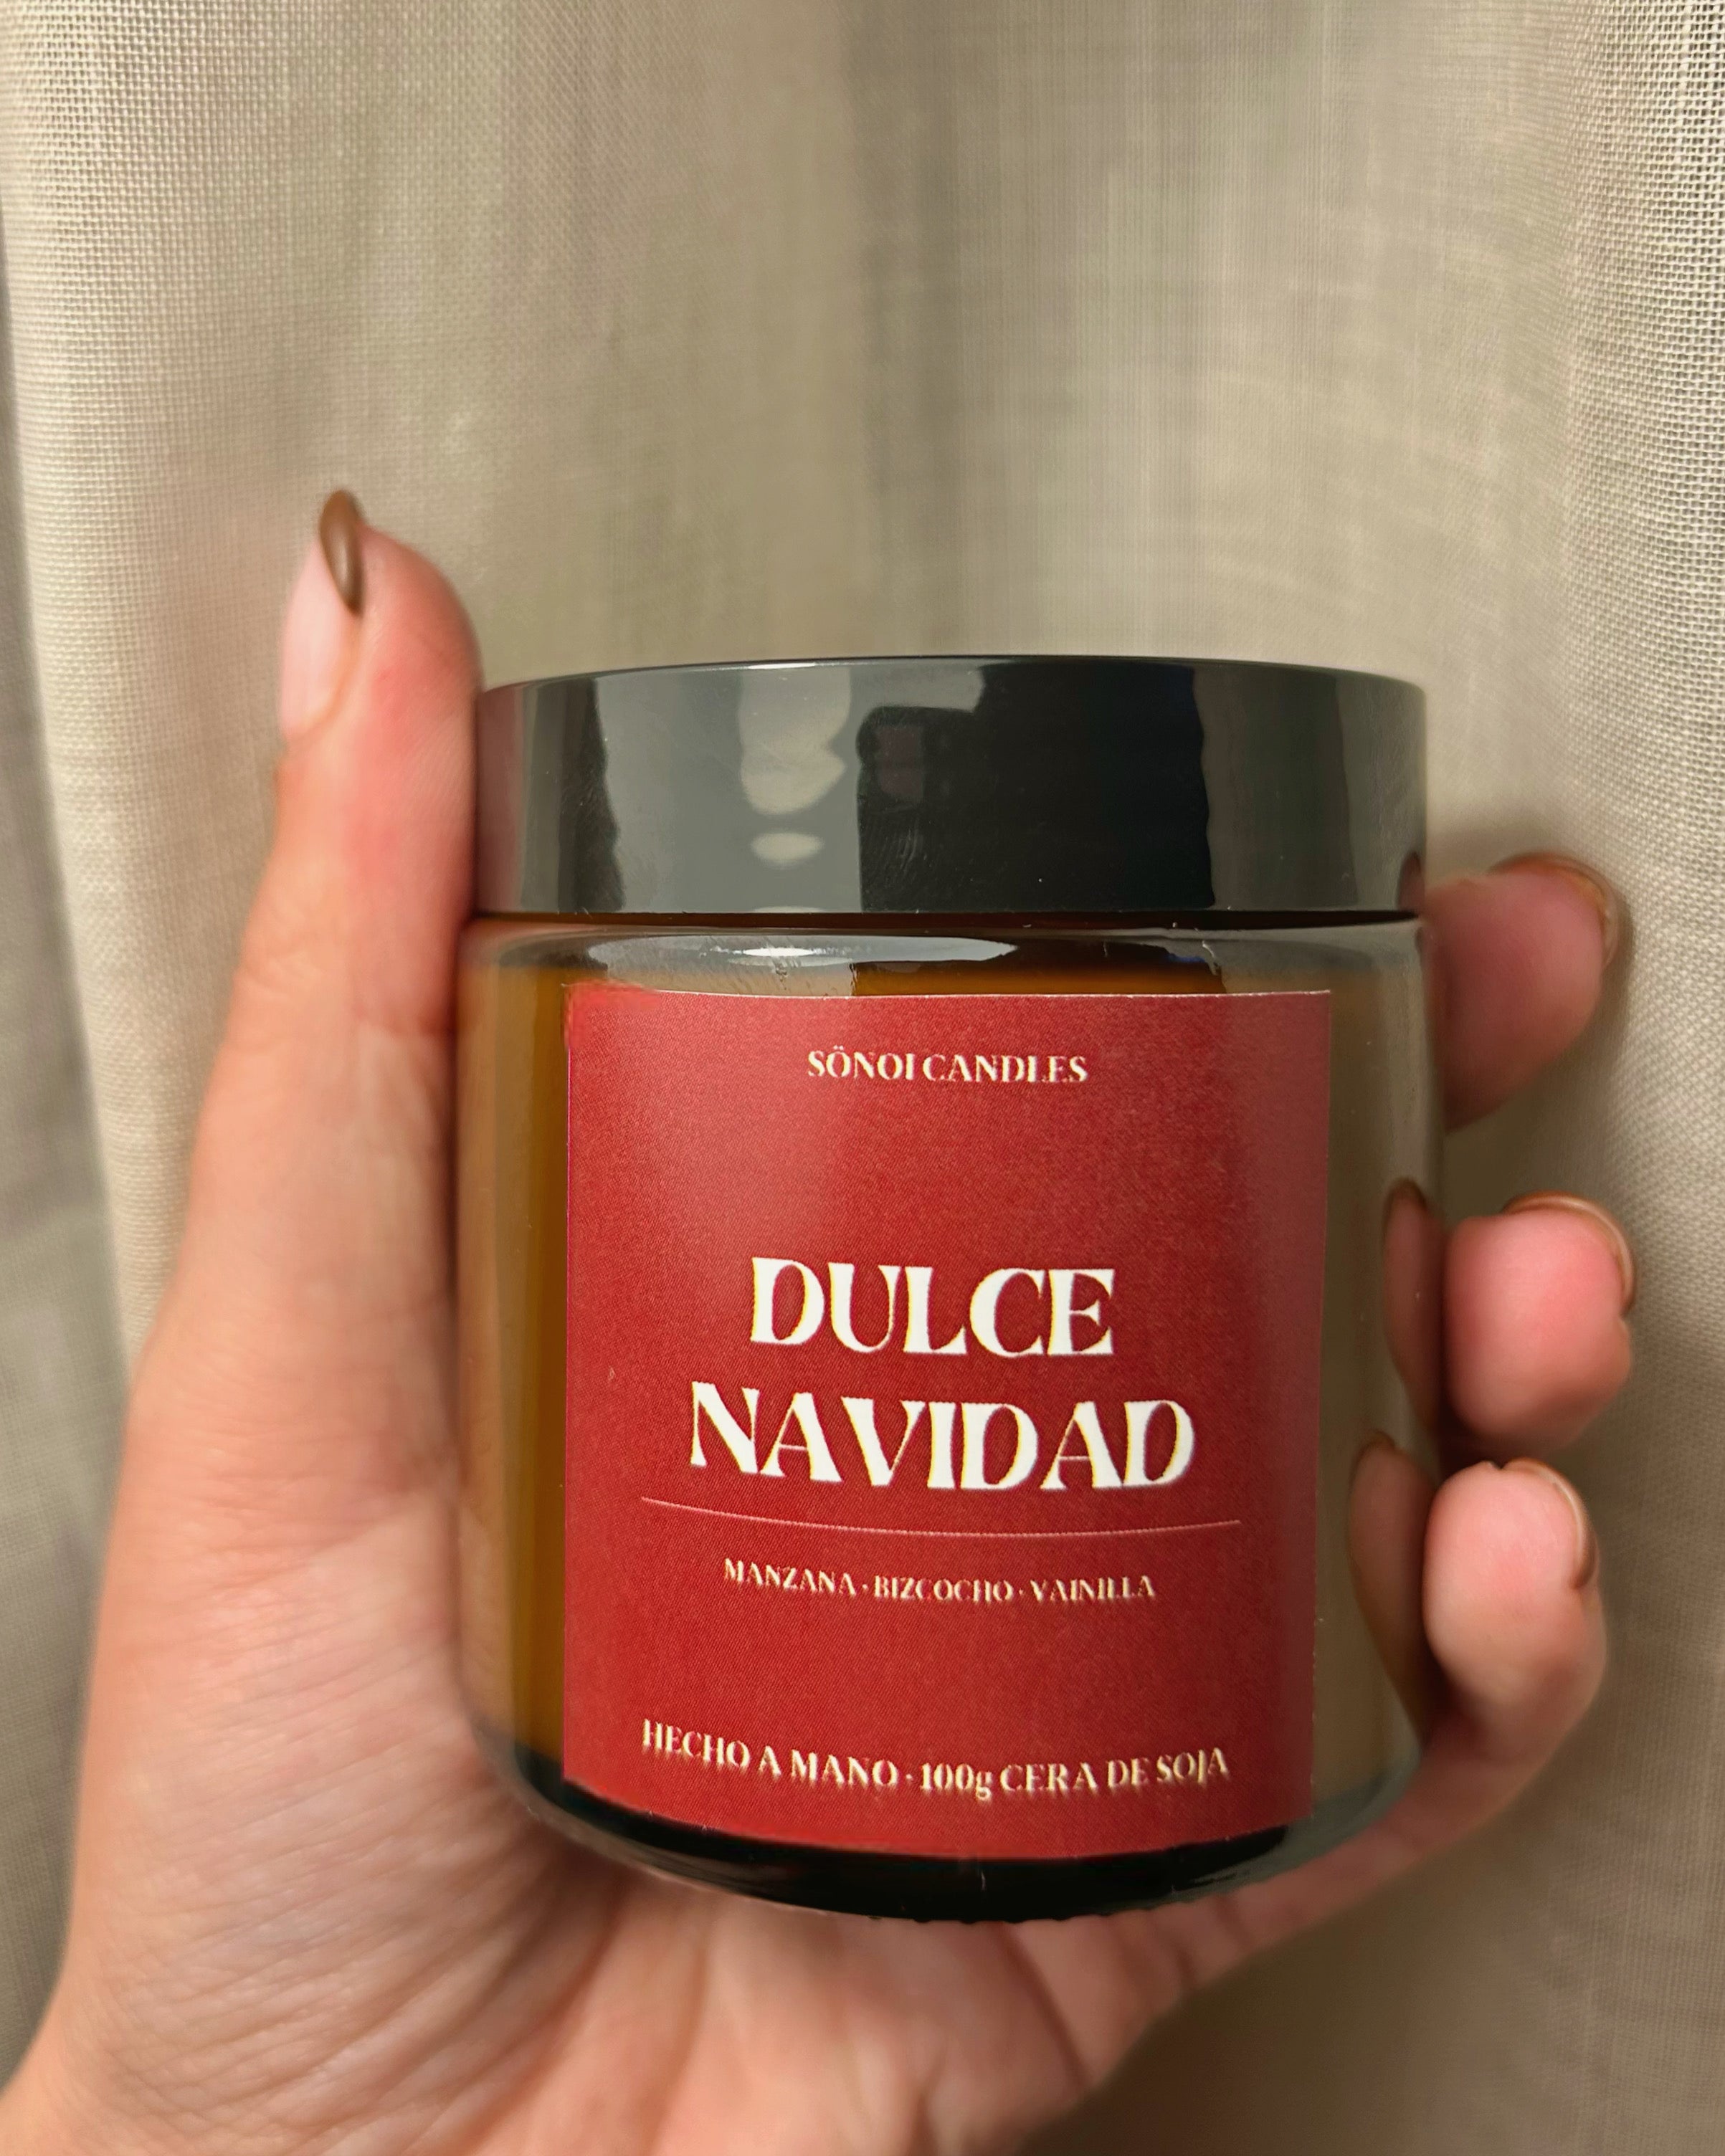 SÖNOI CANDLES
DULCE
NAVIDAD
MANZANA · BIZCOCHO · VAINILLA
HECHO A MANO · 100g CERA DE SOJA